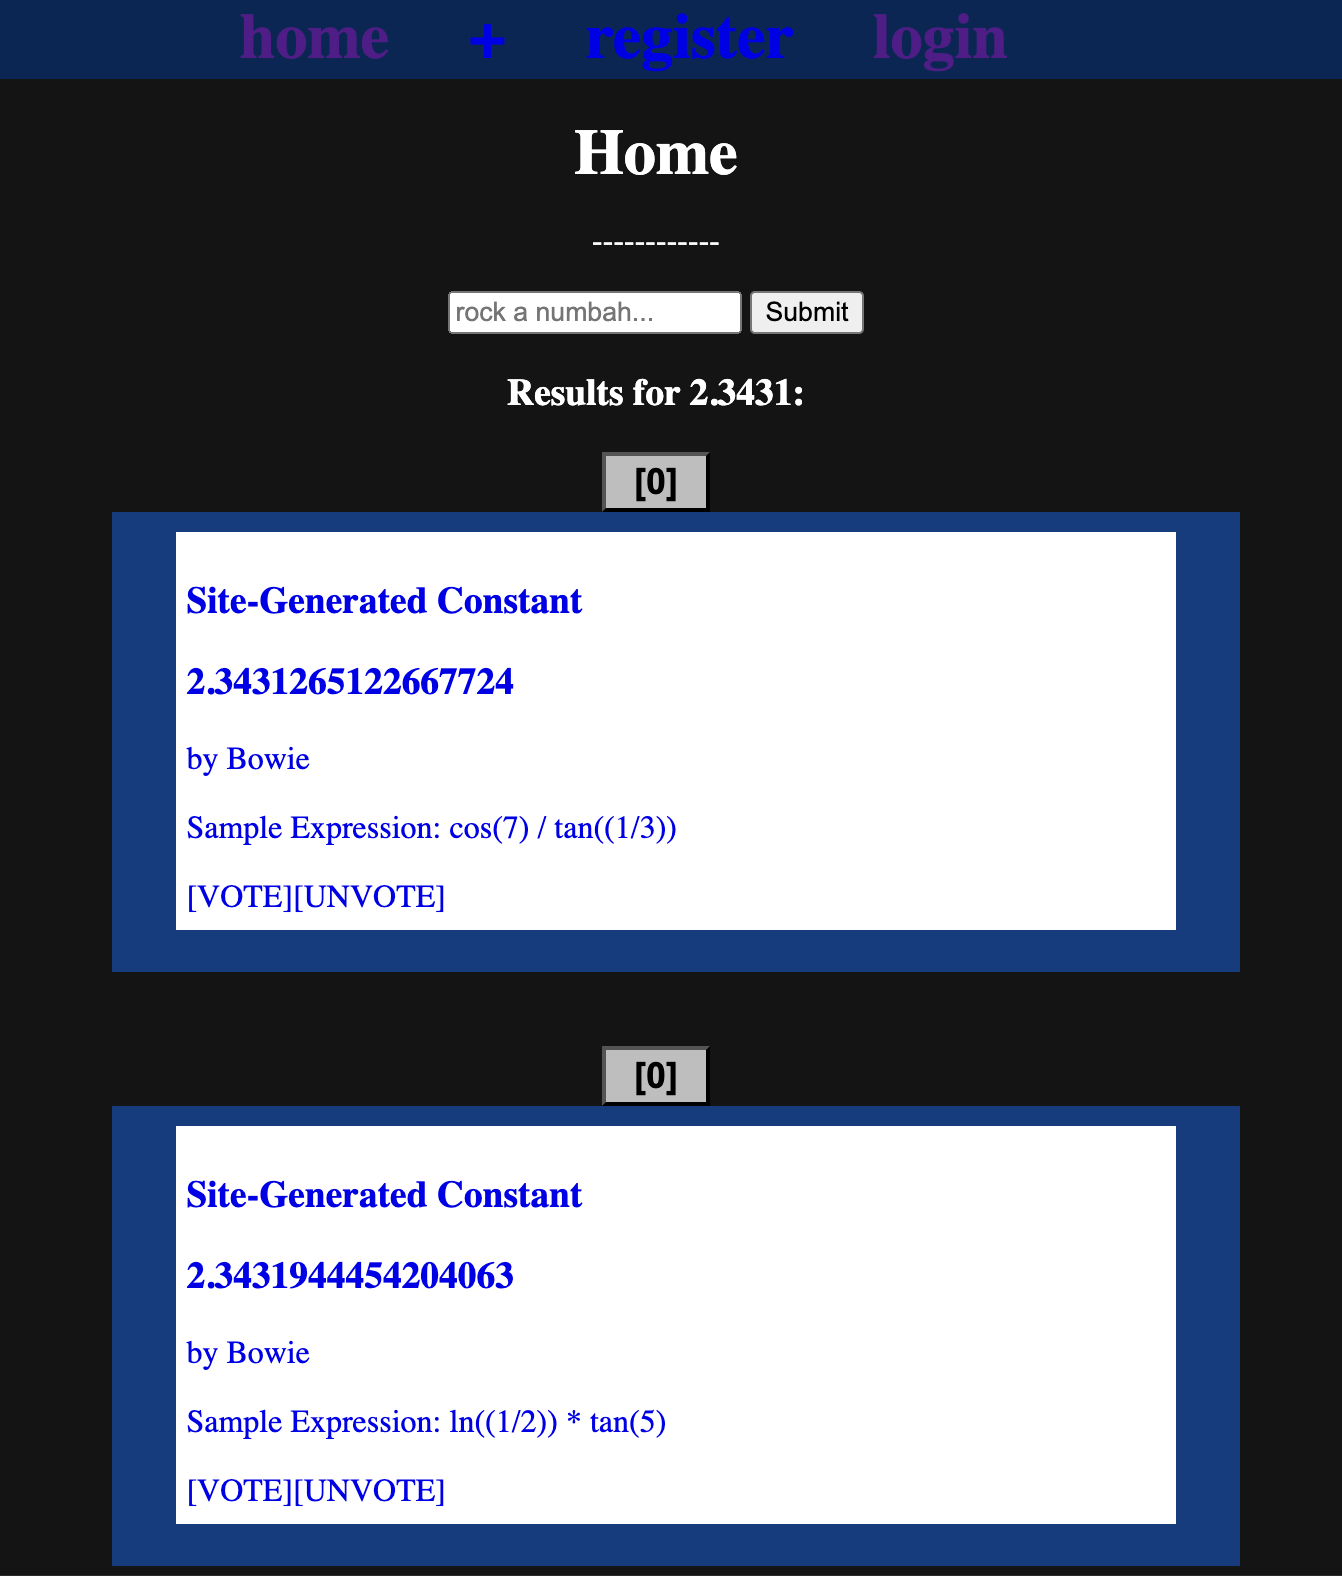 home + register login
Home
------------
rock a numbah... Submit
Results for 2.3431:
[0]
Site-Generated Constant
2.3431265122667724
by Bowie
Sample Expression: cos(7) / tan((1/3))
[VOTE][UNVOTE]
[0]
Site-Generated Constant
2.3431944454204063
by Bowie
Sample Expression: ln((1/2)) * tan(5)
[VOTE][UNVOTE]